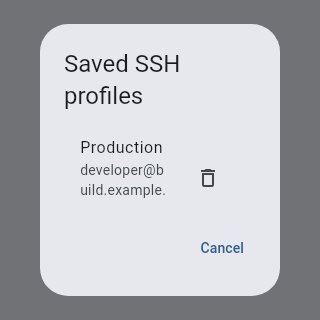 Saved SSH
profiles
Production
developer@b
uild.example.
Cancel